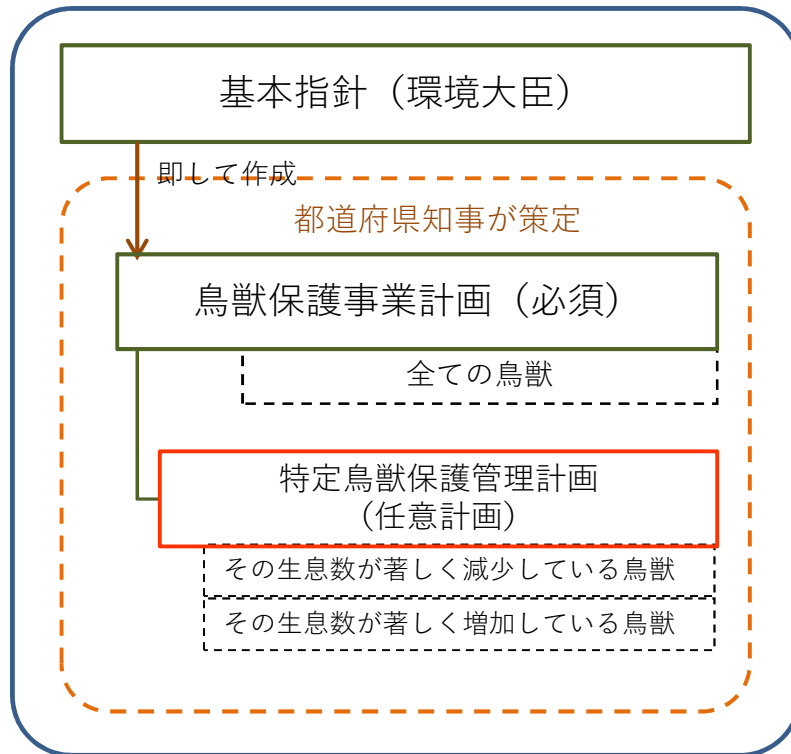 基本指針（環境大臣）
即して作成
都道府県知事が策定
鳥獣保護事業計画（必須）
全ての鳥獣
特定鳥獣保護管理計画
（任意計画）
その生息数が著しく減少している鳥獣
その生息数が著しく増加している鳥獣